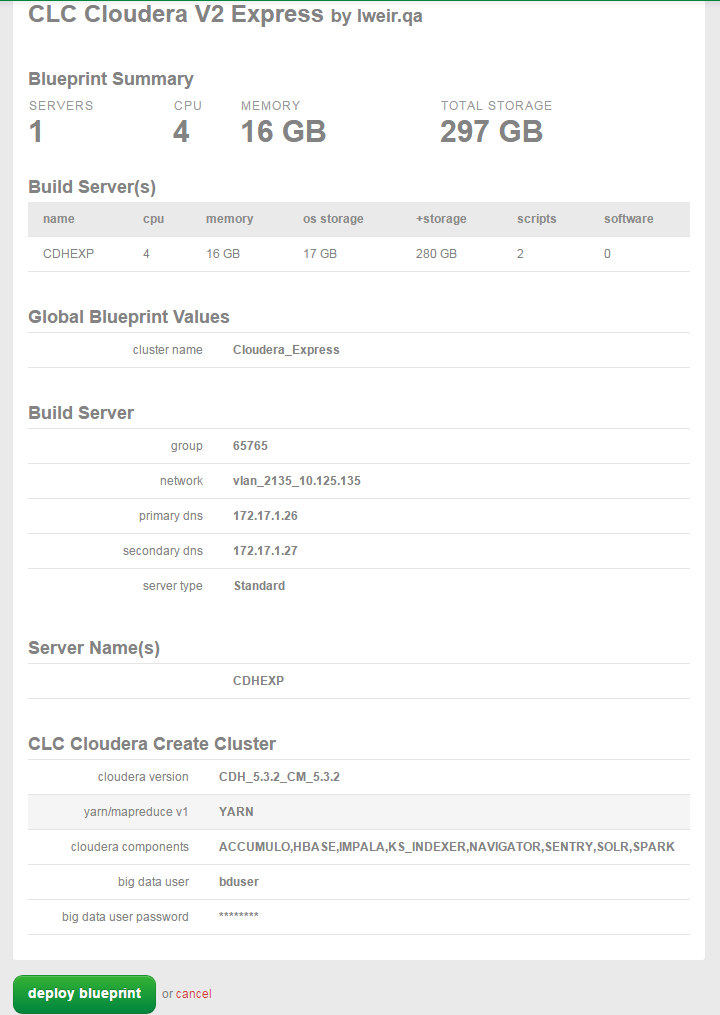 CLC Cloudera V2 Express by lweir.qa
Blueprint Summary
SERVERS CPU MEMORY TOTAL STORAGE
1 4 16 GB 297 GB
Build Server(s)
name cpu memory os storage +storage scripts software
CDHEXP 4 16 GB 17 GB 280 GB 2 0
Global Blueprint Values
cluster name Cloudera_Express
Build Server
group 65765
network vlan_2135_10.125.135
primary dns 172.17.1.26
secondary dns 172.17.1.27
server type Standard
Server Name(s)
CDHEXP
CLC Cloudera Create Cluster
cloudera version CDH_5.3.2_CM_5.3.2
yarn/mapreduce v1 YARN
cloudera components ACCUMULO,HBASE,IMPALA,KS_INDEXER,NAVIGATOR,SENTRY,SOLR,SPARK
big data user bduser
big data user password ********
deploy blueprint or cancel